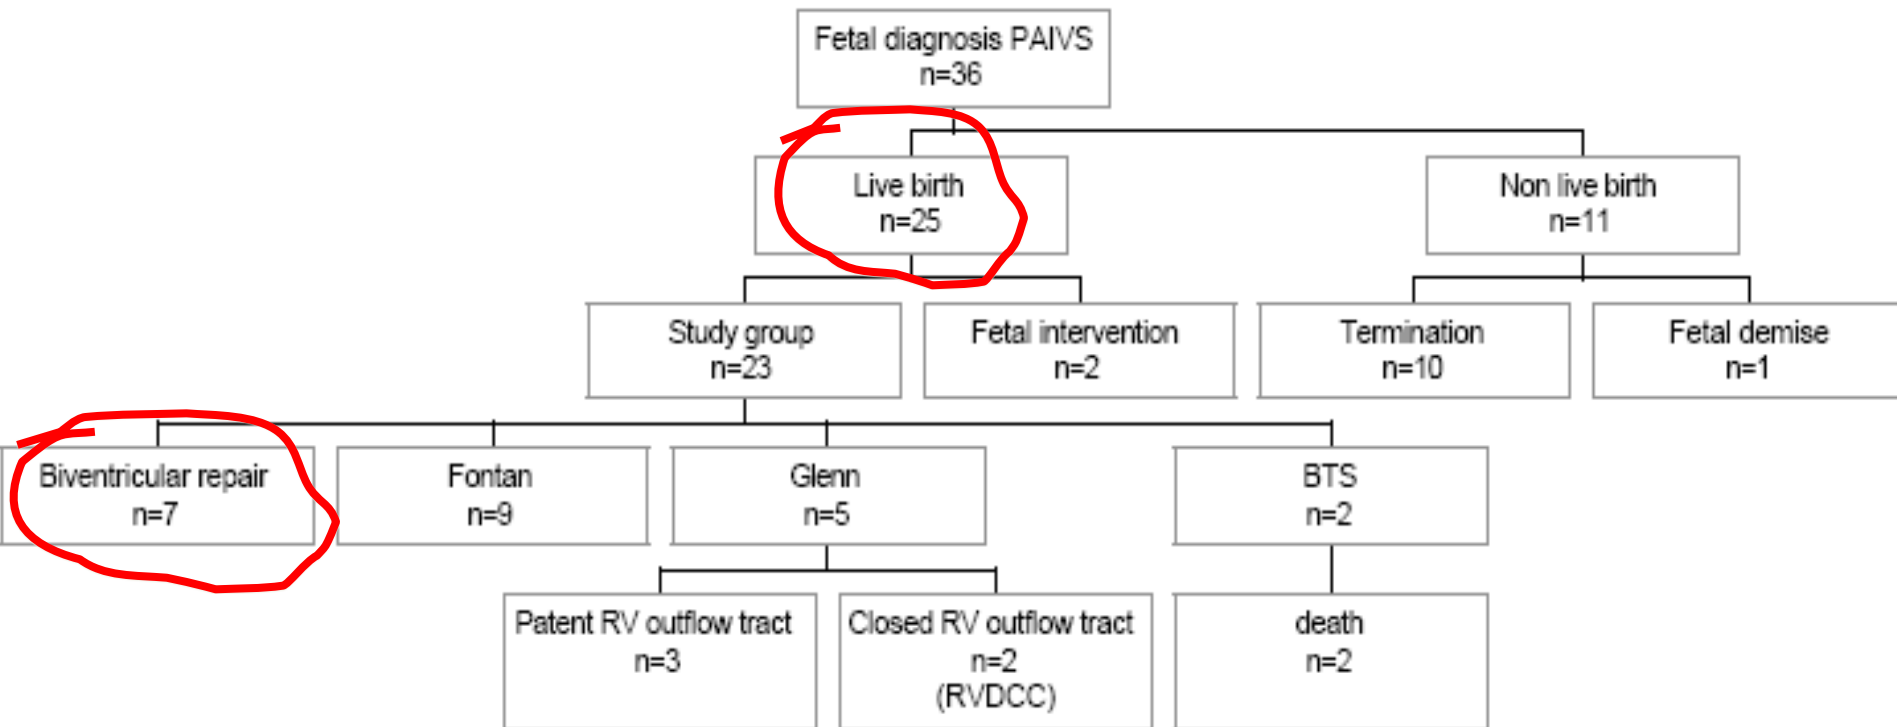 Fetal diagnosis PAIVS
n=36
Live birth
n=25
Non live birth
n=11
Study group
n=23
Fetal intervention
n=2
Termination
n=10
Fetal demise
n=1
Biventricular repair
n=7
Fontan
n=9
Glenn
n=5
BTS
n=2
Patent RV outflow tract
n=3
Closed RV outflow tract
n=2
(RVDCC)
death
n=2